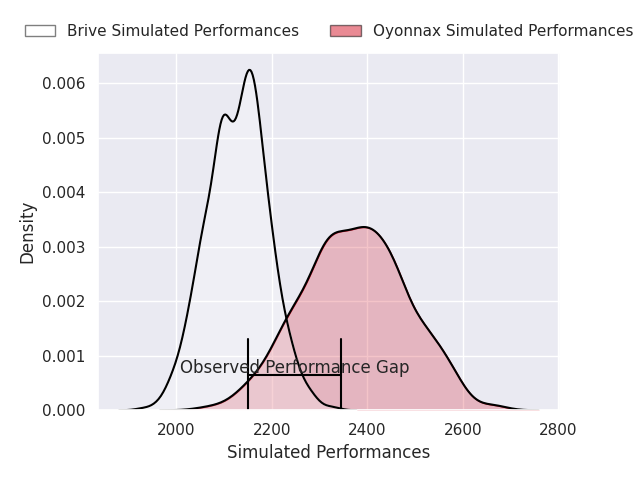 Brive Simulated Performances
Oyonnax Simulated Performances
Density
0.006
0.005
0.004
0.003
0.002
0.001
0.000
Observed Performance Gap
2000
2200
2400
2600
2800
Simulated Performances